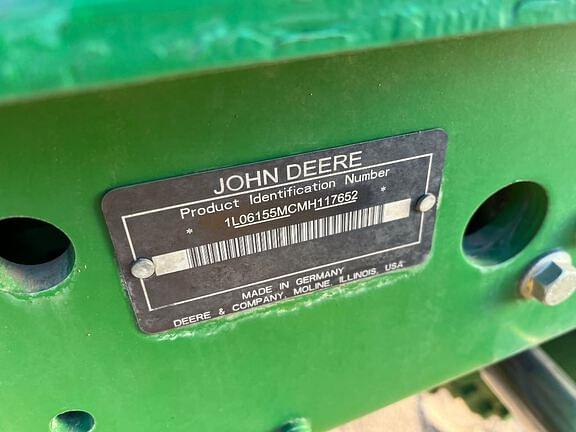 JOHN DEERE
Product Identification Number
* 1L06155MCMH117652 *
MADE IN GERMANY
DEERE & COMPANY, MOLINE, ILLINOIS, USA